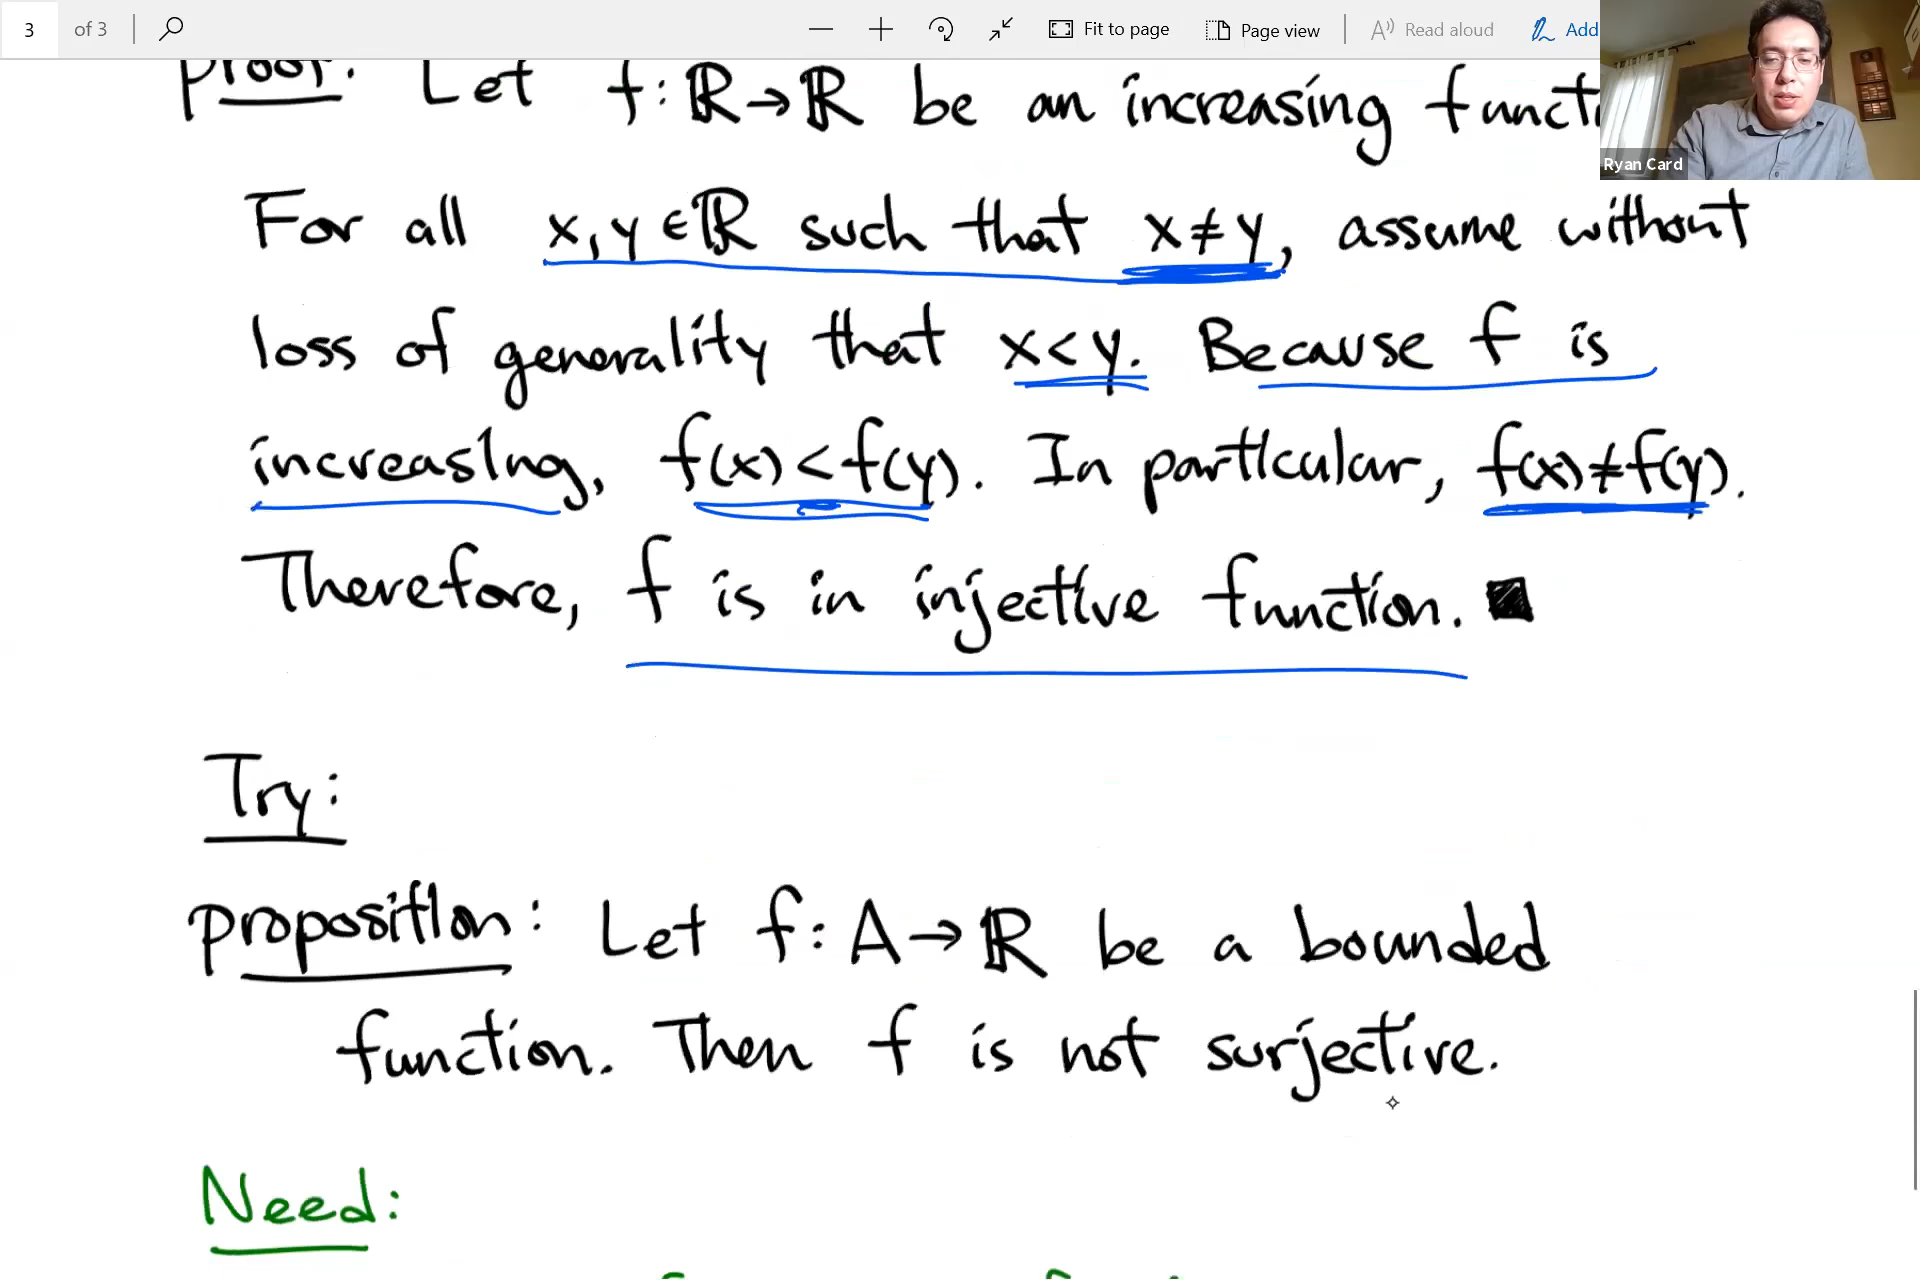 3 of 3 Fit to page Page view Read aloud Add
Ryan Card
Proof: Let f:ℝ→ℝ be an increasing functi
For all x,y∈ℝ such that x≠y, assume without
loss of generality that x<y. Because f is
increasing, f(x)<f(y). In particular, f(x)≠f(y).
Therefore, f is in injective function. ■
Try:
Proposition: Let f:A→ℝ be a bounded
function. Then f is not surjective.
Need: